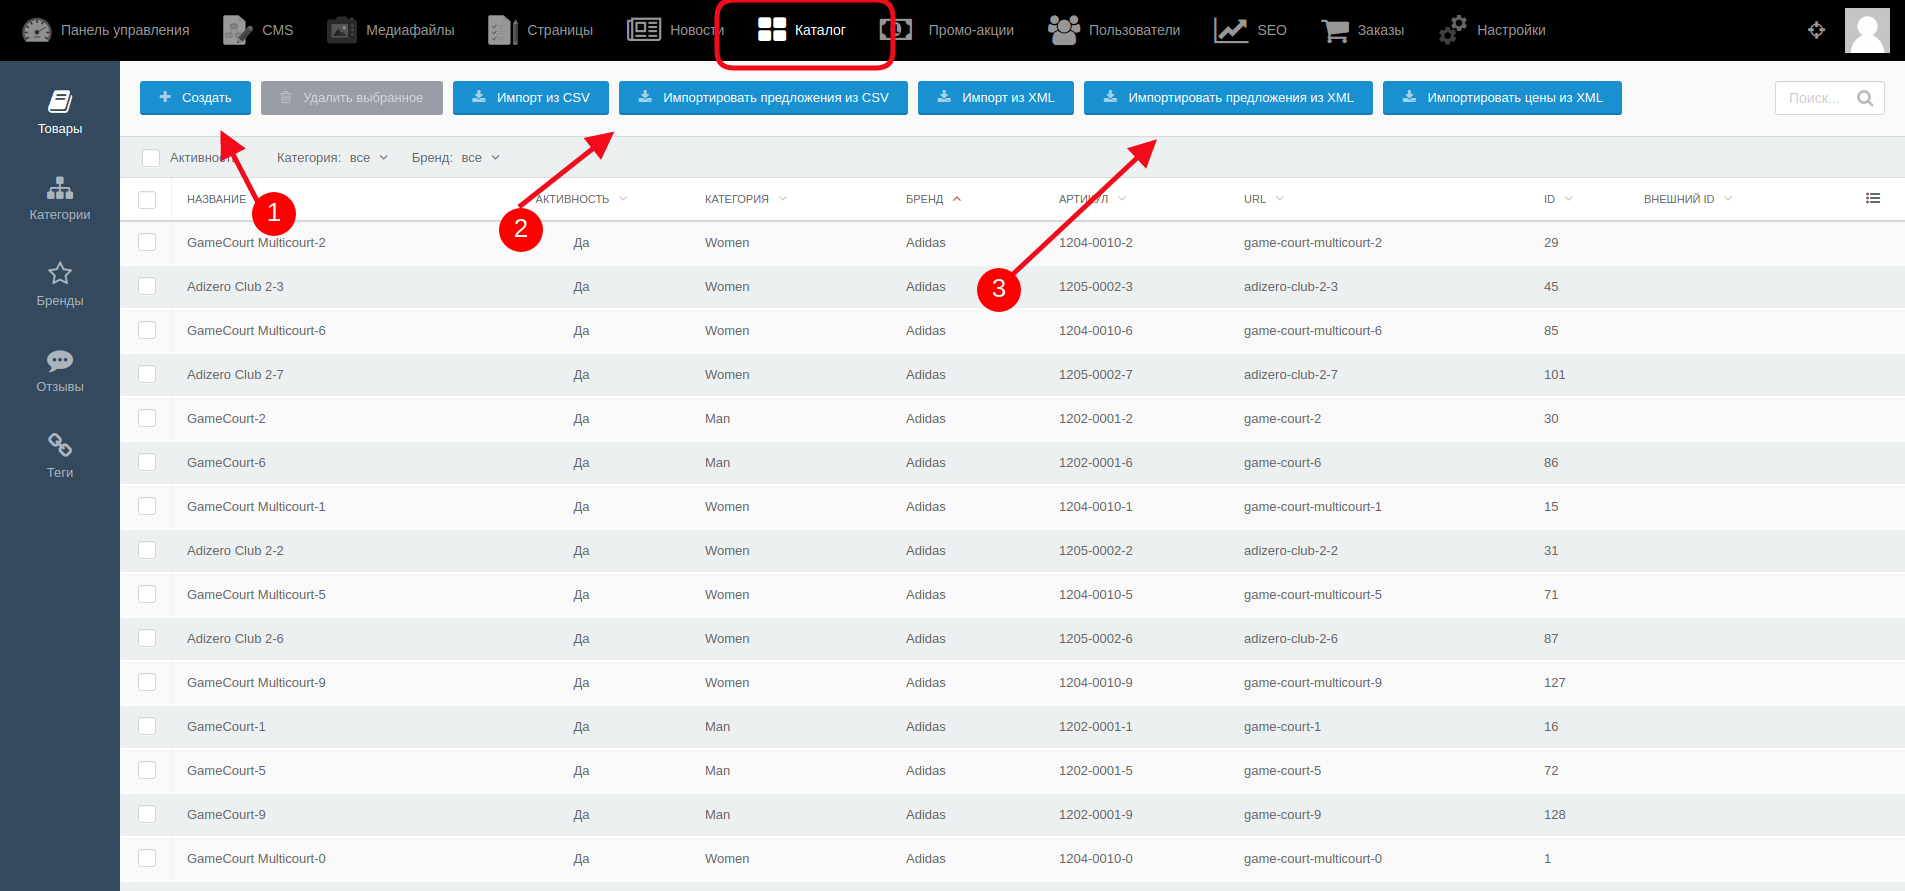 Панель управления CMS Медиафайлы Страницы Новости Каталог Промо-акции Пользователи SEO Заказы Настройки
Товары
Категории
Бренды
Отзывы
Теги
Создать Удалить выбранное Импорт из CSV Импортировать предложения из CSV Импорт из XML Импортировать предложения из XML Импортировать цены из XML Поиск...
Активность Категория: все Бренд: все
1
2
3
НАЗВАНИЕ АКТИВНОСТЬ КАТЕГОРИЯ БРЕНД АРТИКУЛ URL ID ВНЕШНИЙ ID
GameCourt Multicourt-2 Да Women Adidas 1204-0010-2 game-court-multicourt-2 29
Adizero Club 2-3 Да Women Adidas 1205-0002-3 adizero-club-2-3 45
GameCourt Multicourt-6 Да Women Adidas 1204-0010-6 game-court-multicourt-6 85
Adizero Club 2-7 Да Women Adidas 1205-0002-7 adizero-club-2-7 101
GameCourt-2 Да Man Adidas 1202-0001-2 game-court-2 30
GameCourt-6 Да Man Adidas 1202-0001-6 game-court-6 86
GameCourt Multicourt-1 Да Women Adidas 1204-0010-1 game-court-multicourt-1 15
Adizero Club 2-2 Да Women Adidas 1205-0002-2 adizero-club-2-2 31
GameCourt Multicourt-5 Да Women Adidas 1204-0010-5 game-court-multicourt-5 71
Adizero Club 2-6 Да Women Adidas 1205-0002-6 adizero-club-2-6 87
GameCourt Multicourt-9 Да Women Adidas 1204-0010-9 game-court-multicourt-9 127
GameCourt-1 Да Man Adidas 1202-0001-1 game-court-1 16
GameCourt-5 Да Man Adidas 1202-0001-5 game-court-5 72
GameCourt-9 Да Man Adidas 1202-0001-9 game-court-9 128
GameCourt Multicourt-0 Да Women Adidas 1204-0010-0 game-court-multicourt-0 1